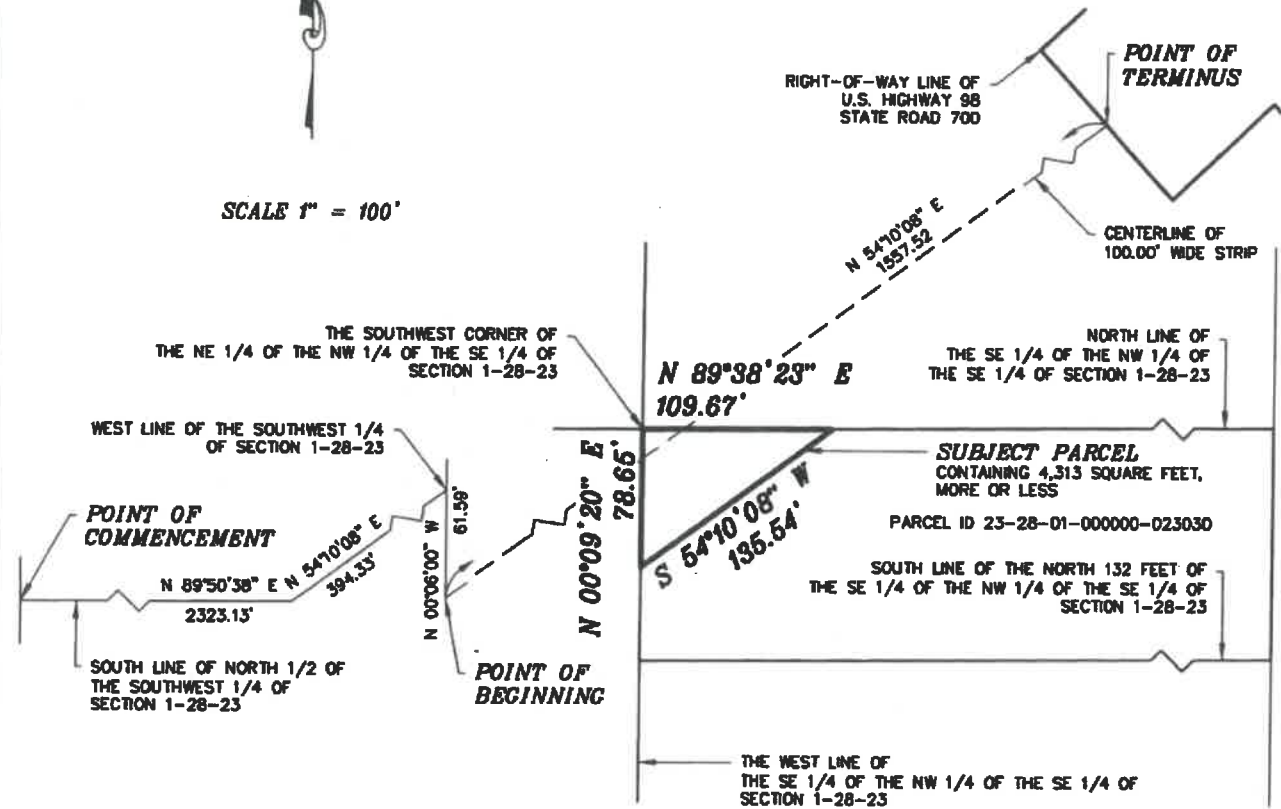 RIGHT-OF-WAY LINE OF
U.S. HIGHWAY 98
STATE ROAD 700
POINT OF
TERMINUS
SCALE 1" = 100'
N 54°10'08" E
1557.52
CENTERLINE OF
100.00' WIDE STRIP
THE SOUTHWEST CORNER OF
THE NE 1/4 OF THE NW 1/4 OF THE SE 1/4 OF
SECTION 1-28-23
N 89°38'23" E
109.67'
NORTH LINE OF
THE SE 1/4 OF THE NW 1/4 OF
THE SE 1/4 OF SECTION 1-28-23
WEST LINE OF THE SOUTHWEST 1/4
OF SECTION 1-28-23
SUBJECT PARCEL
CONTAINING 4,313 SQUARE FEET,
MORE OR LESS
PARCEL ID 23-28-01-000000-023030
N 00°09'20" E
78.65'
S 54°10'08" W
135.54'
POINT OF
COMMENCEMENT
N 89°50'38" E
2323.13'
N 54°10'08" E
394.33'
N 00°06'00" W
61.59'
SOUTH LINE OF THE NORTH 132 FEET OF
THE SE 1/4 OF THE NW 1/4 OF THE SE 1/4 OF
SECTION 1-28-23
SOUTH LINE OF NORTH 1/2 OF
THE SOUTHWEST 1/4 OF
SECTION 1-28-23
POINT OF
BEGINNING
THE WEST LINE OF
THE SE 1/4 OF THE NW 1/4 OF THE SE 1/4 OF
SECTION 1-28-23